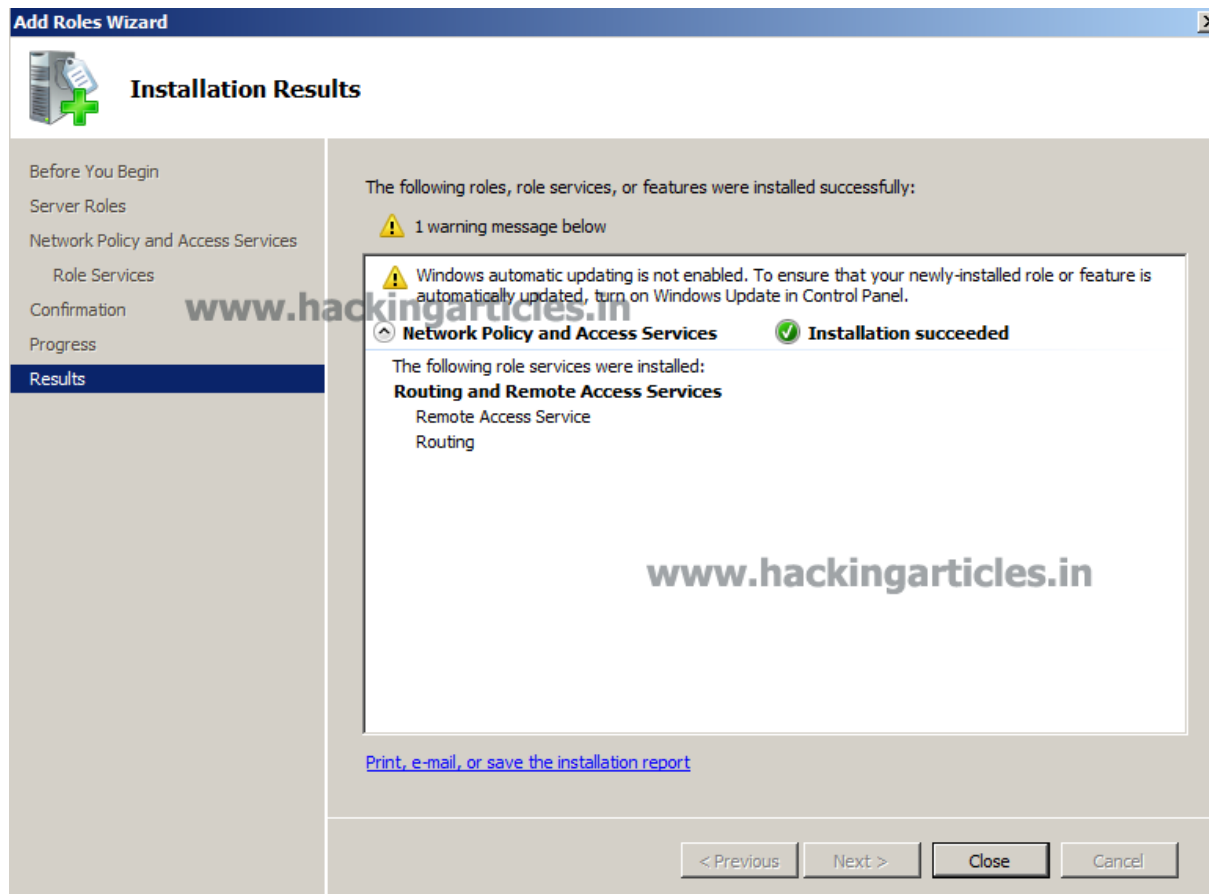 Add Roles Wizard
Installation Results
Before You Begin
Server Roles
Network Policy and Access Services
Role Services
Confirmation
Progress
Results
The following roles, role services, or features were installed successfully:
1 warning message below
Windows automatic updating is not enabled. To ensure that your newly-installed role or feature is
automatically updated, turn on Windows Update in Control Panel.
www.hackingarticles.in
Network Policy and Access Services Installation succeeded
The following role services were installed:
Routing and Remote Access Services
Remote Access Service
Routing
www.hackingarticles.in
Print, e-mail, or save the installation report
< Previous Next > Close Cancel